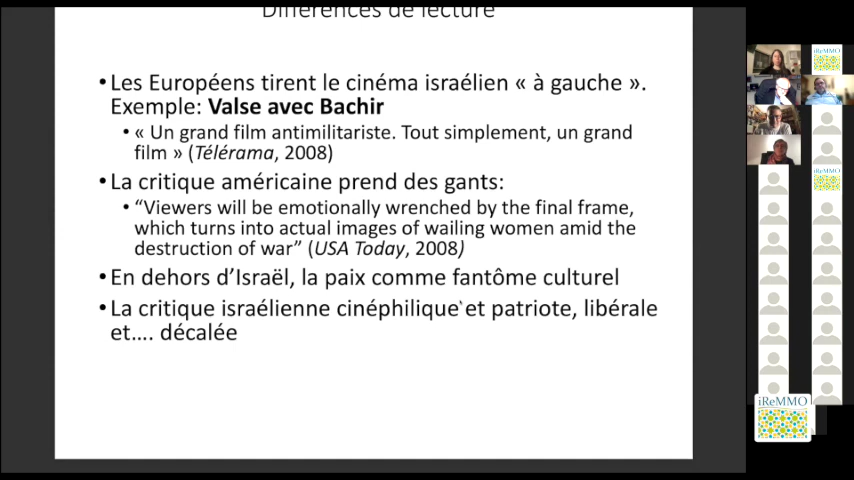 Différences de lecture
• Les Européens tirent le cinéma israélien « à gauche ».
Exemple: Valse avec Bachir
• « Un grand film antimilitariste. Tout simplement, un grand
film » (Télérama, 2008)
• La critique américaine prend des gants:
• “Viewers will be emotionally wrenched by the final frame,
which turns into actual images of wailing women amid the
destruction of war” (USA Today, 2008)
• En dehors d’Israël, la paix comme fantôme culturel
• La critique israélienne cinéphilique et patriote, libérale
et…. décalée
iReMMO
iReMMO
iReMMO